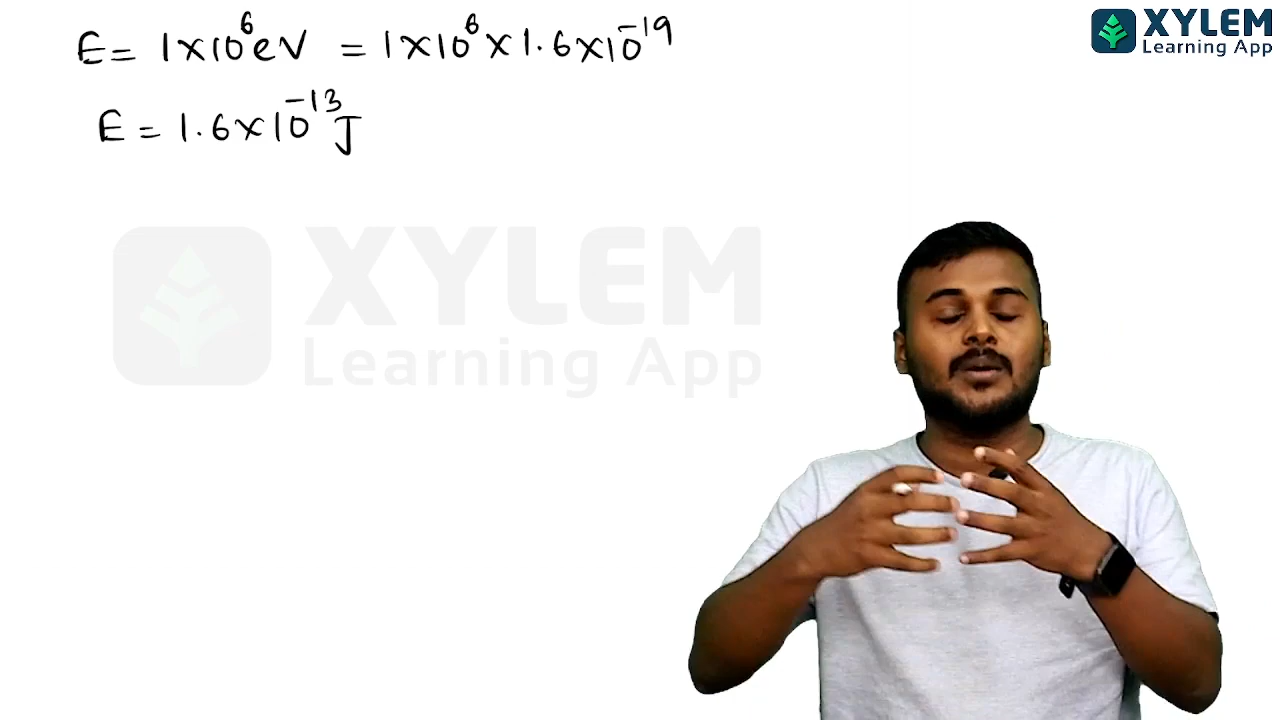 E = 1×10⁶eV = 1×10⁶×1.6×10⁻¹⁹
E = 1.6×10⁻¹³J
XYLEM
Learning App
XYLEM
Learning App